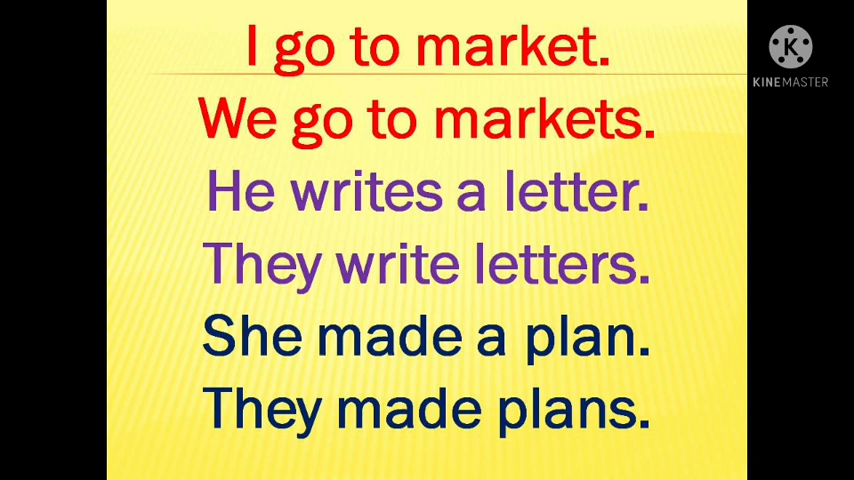 I go to market.
We go to markets.
He writes a letter.
They write letters.
She made a plan.
They made plans.
K
KINEMASTER